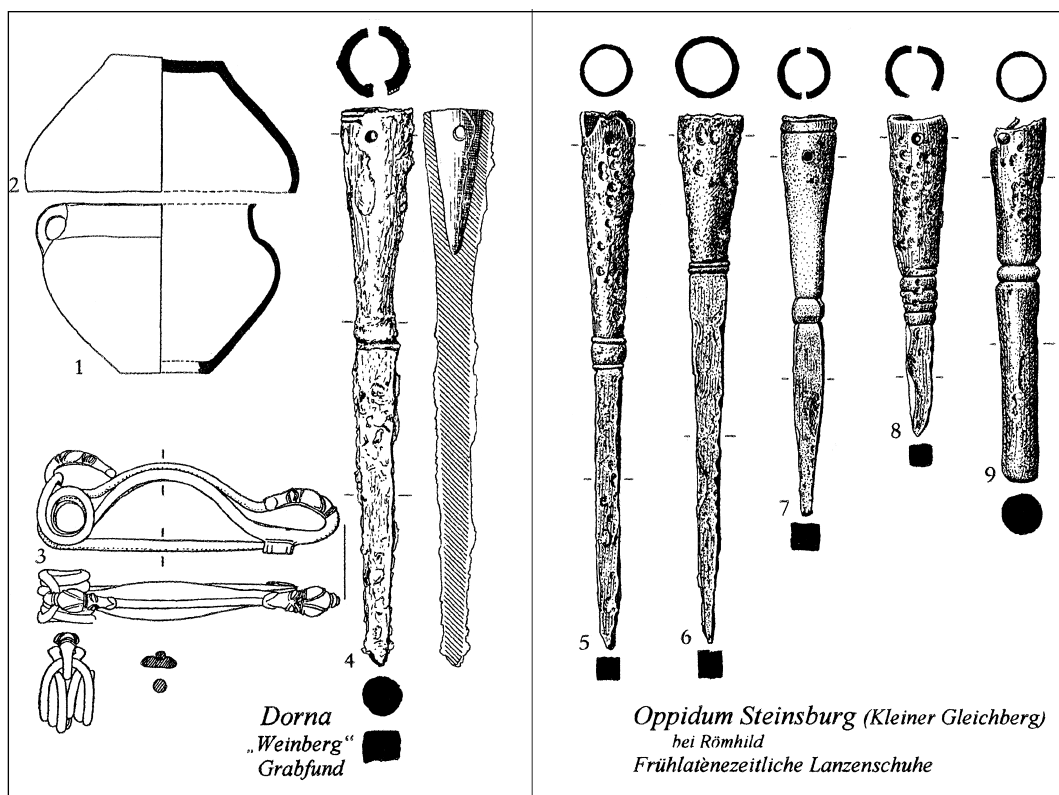 2
1
3
4
Dorna
„Weinberg“
Grabfund
5
6
7
8
9
Oppidum Steinsburg (Kleiner Gleichberg)
bei Römhild
Frühlatènezeitliche Lanzenschuhe